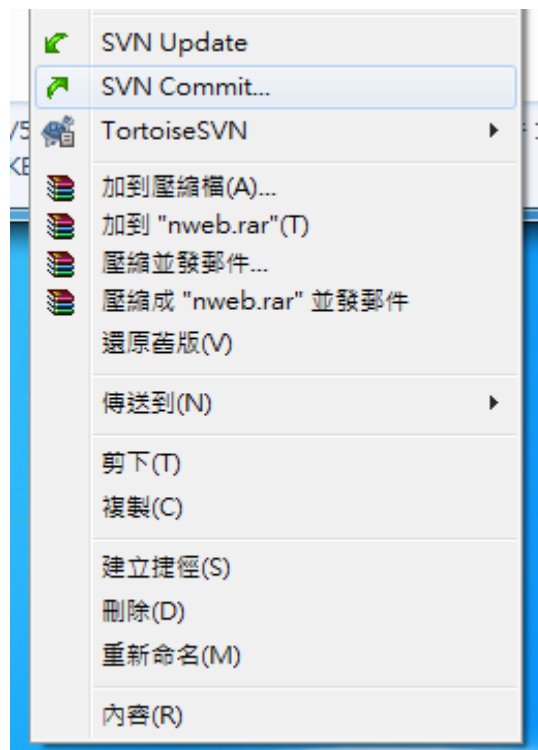 SVN Update
SVN Commit...
TortoiseSVN
加到壓縮檔(A)...
加到 "nweb.rar"(T)
壓縮並發郵件...
壓縮成 "nweb.rar" 並發郵件
還原舊版(V)
傳送到(N)
剪下(T)
複製(C)
建立捷徑(S)
刪除(D)
重新命名(M)
內容(R)